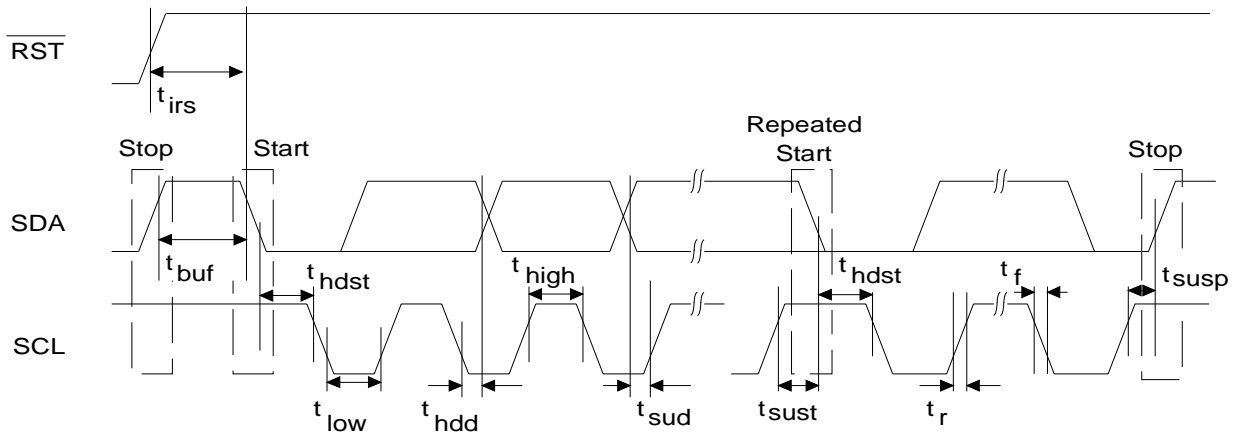 RST
t irs
Repeated
Stop Start Start Stop
SDA
t buf t hdst t high t hdst t f t susp
SCL
t low t hdd t sud t sust t r